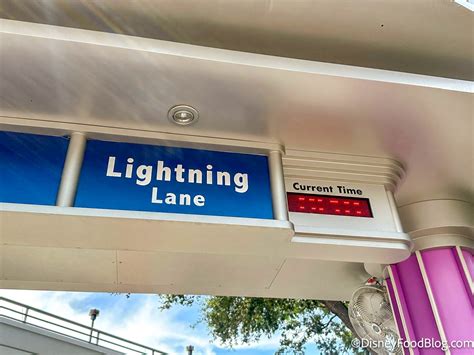 Lightning
Lane
Current Time
©DisneyFoodBlog.com